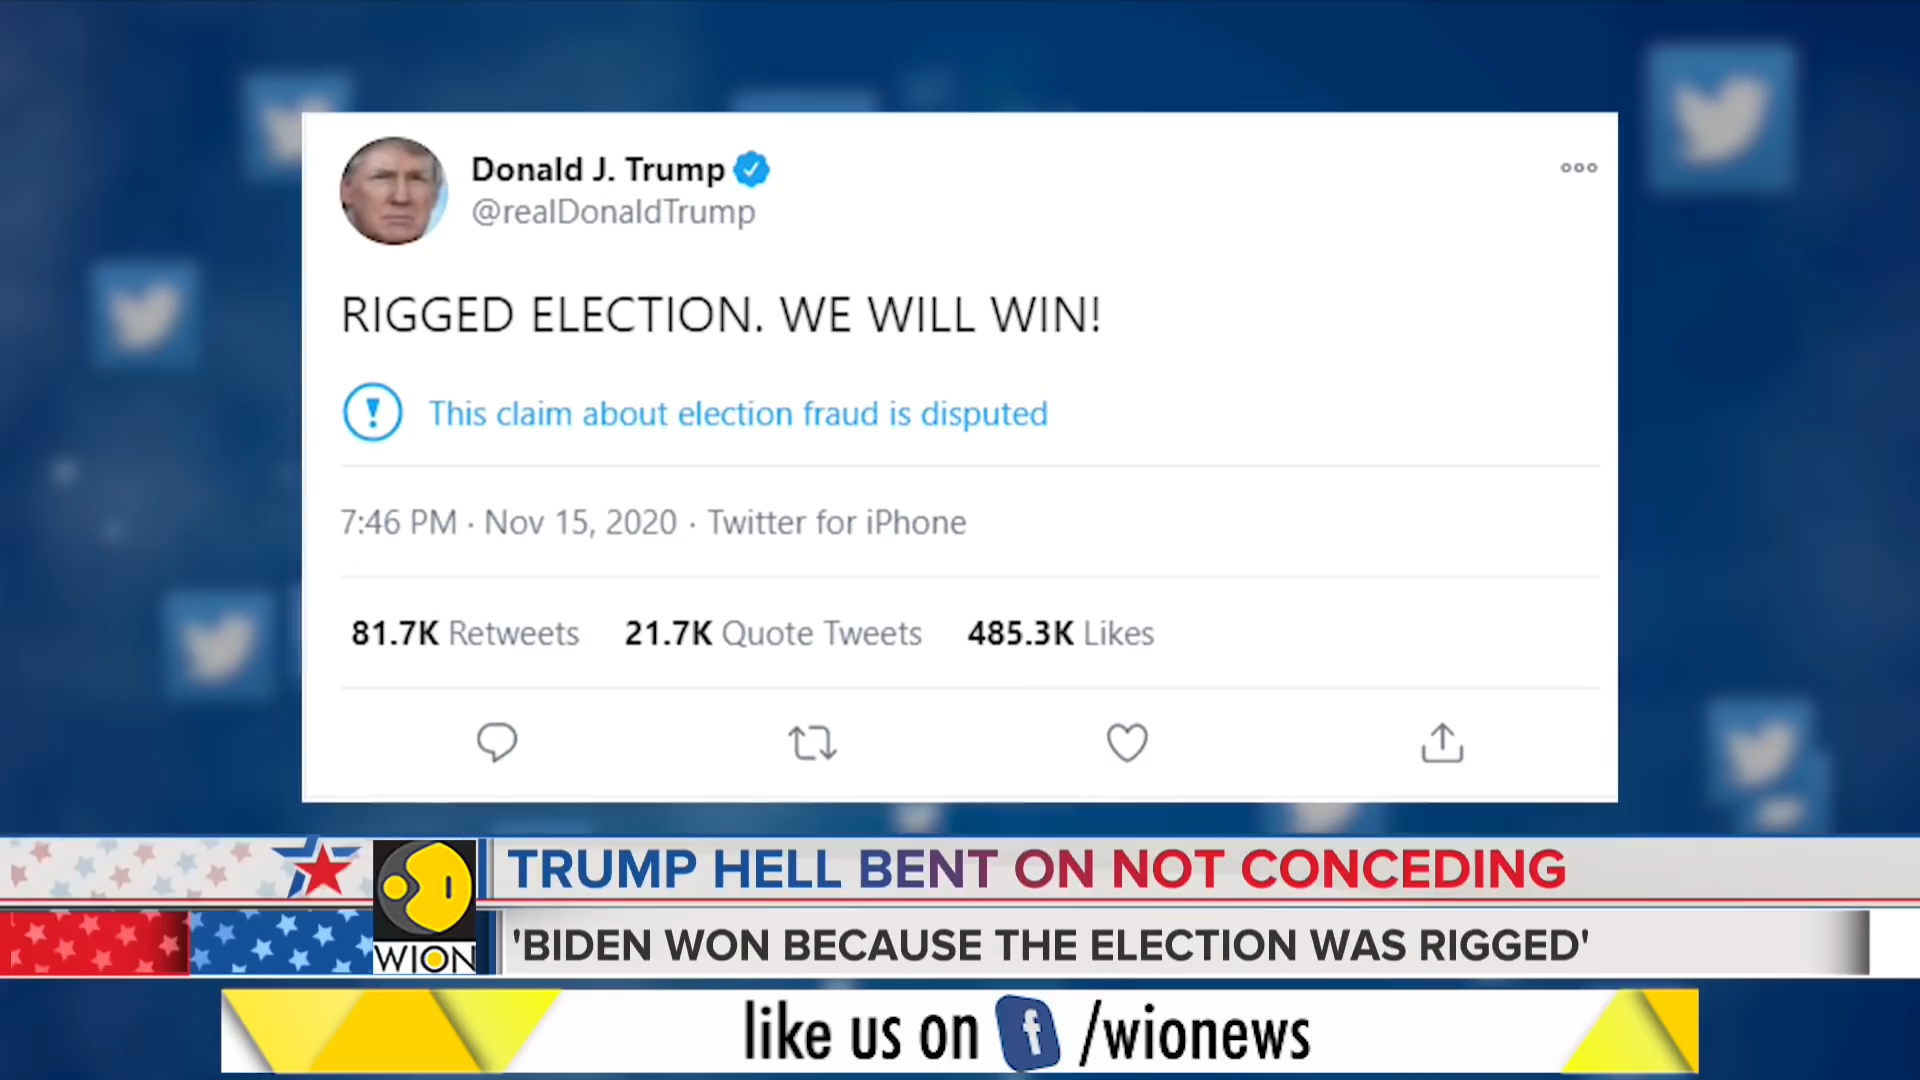 Donald J. Trump
@realDonaldTrump
RIGGED ELECTION. WE WILL WIN!
This claim about election fraud is disputed
7:46 PM · Nov 15, 2020 · Twitter for iPhone
81.7K Retweets 21.7K Quote Tweets 485.3K Likes
TRUMP HELL BENT ON NOT CONCEDING
'BIDEN WON BECAUSE THE ELECTION WAS RIGGED'
WION
like us on f /wionews